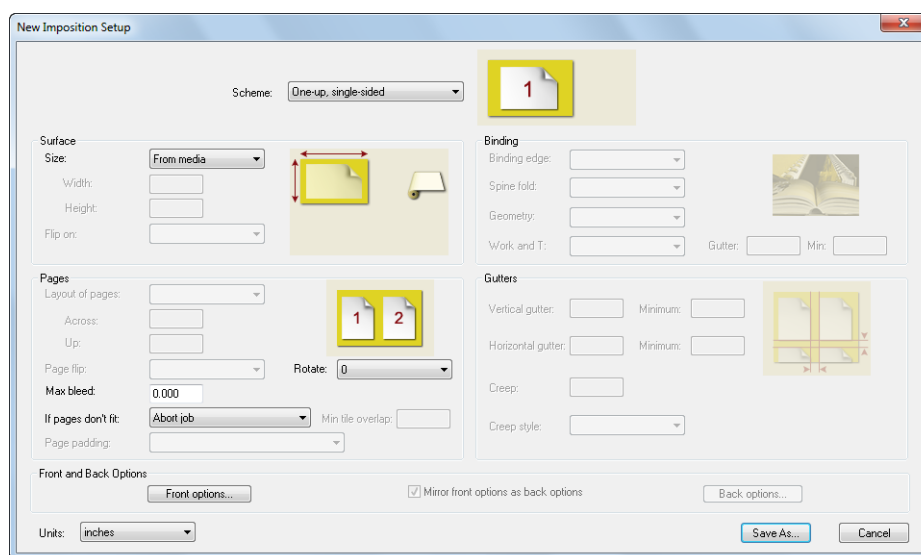 New Imposition Setup
Scheme: One-up, single-sided
1
Surface
Size: From media
Width:
Height:
Flip on:
Binding
Binding edge:
Spine fold:
Geometry:
Work and T: Gutter: Min:
Pages
Layout of pages:
Across:
Up:
1 2
Page flip: Rotate: 0
Max bleed: 0.000
If pages don't fit: Abort job Min tile overlap:
Page padding:
Gutters
Vertical gutter: Minimum:
Horizontal gutter: Minimum:
Creep:
Creep style:
Front and Back Options
Front options... Mirror front options as back options Back options...
Units: inches Save As... Cancel